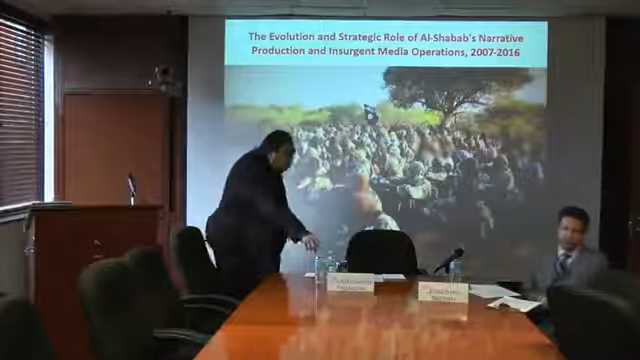 The Evolution and Strategic Role of Al-Shabab's Narrative
Production and Insurgent Media Operations, 2007-2016